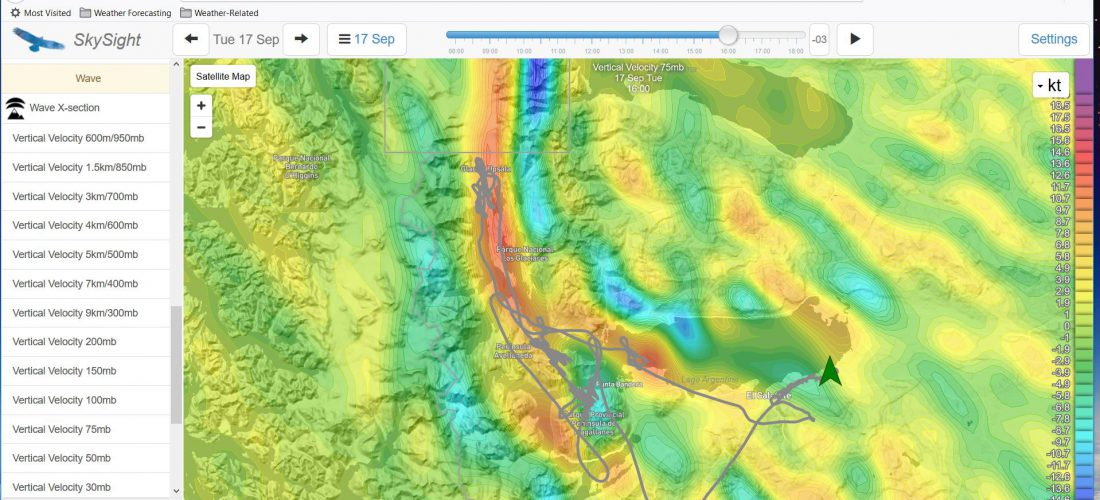 Most Visited Weather Forecasting Weather-Related
SkySight
Tue 17 Sep
17 Sep
00:00 09:00 10:00 11:00 12:00 13:00 14:00 15:00 16:00 17:00 18:00
-03
Settings
Wave
Wave X-section
Vertical Velocity 600m/950mb
Vertical Velocity 1.5km/850mb
Vertical Velocity 3km/700mb
Vertical Velocity 4km/600mb
Vertical Velocity 5km/500mb
Vertical Velocity 7km/400mb
Vertical Velocity 9km/300mb
Vertical Velocity 200mb
Vertical Velocity 150mb
Vertical Velocity 100mb
Vertical Velocity 75mb
Vertical Velocity 50mb
Vertical Velocity 30mb
Satellite Map
+
−
Vertical Velocity 75mb
17 Sep Tue
16:00
Parque Nacional
Bernardo
O'Higgins
Parque Nacional
Los Glaciares
Península
Avellaneda
Punta Bandera
Parque Provincial
Península de
Magallanes
Lago Argentino
kt
18.5
17.5
16.5
15.6
14.6
13.6
12.6
11.7
10.7
9.7
8.7
7.8
6.8
5.8
4.9
3.9
2.9
1.9
1
0
-1
-1.9
-2.9
-3.9
-4.9
-5.8
-6.8
-7.8
-8.7
-9.7
-10.7
-11.7
-12.6
-13.6